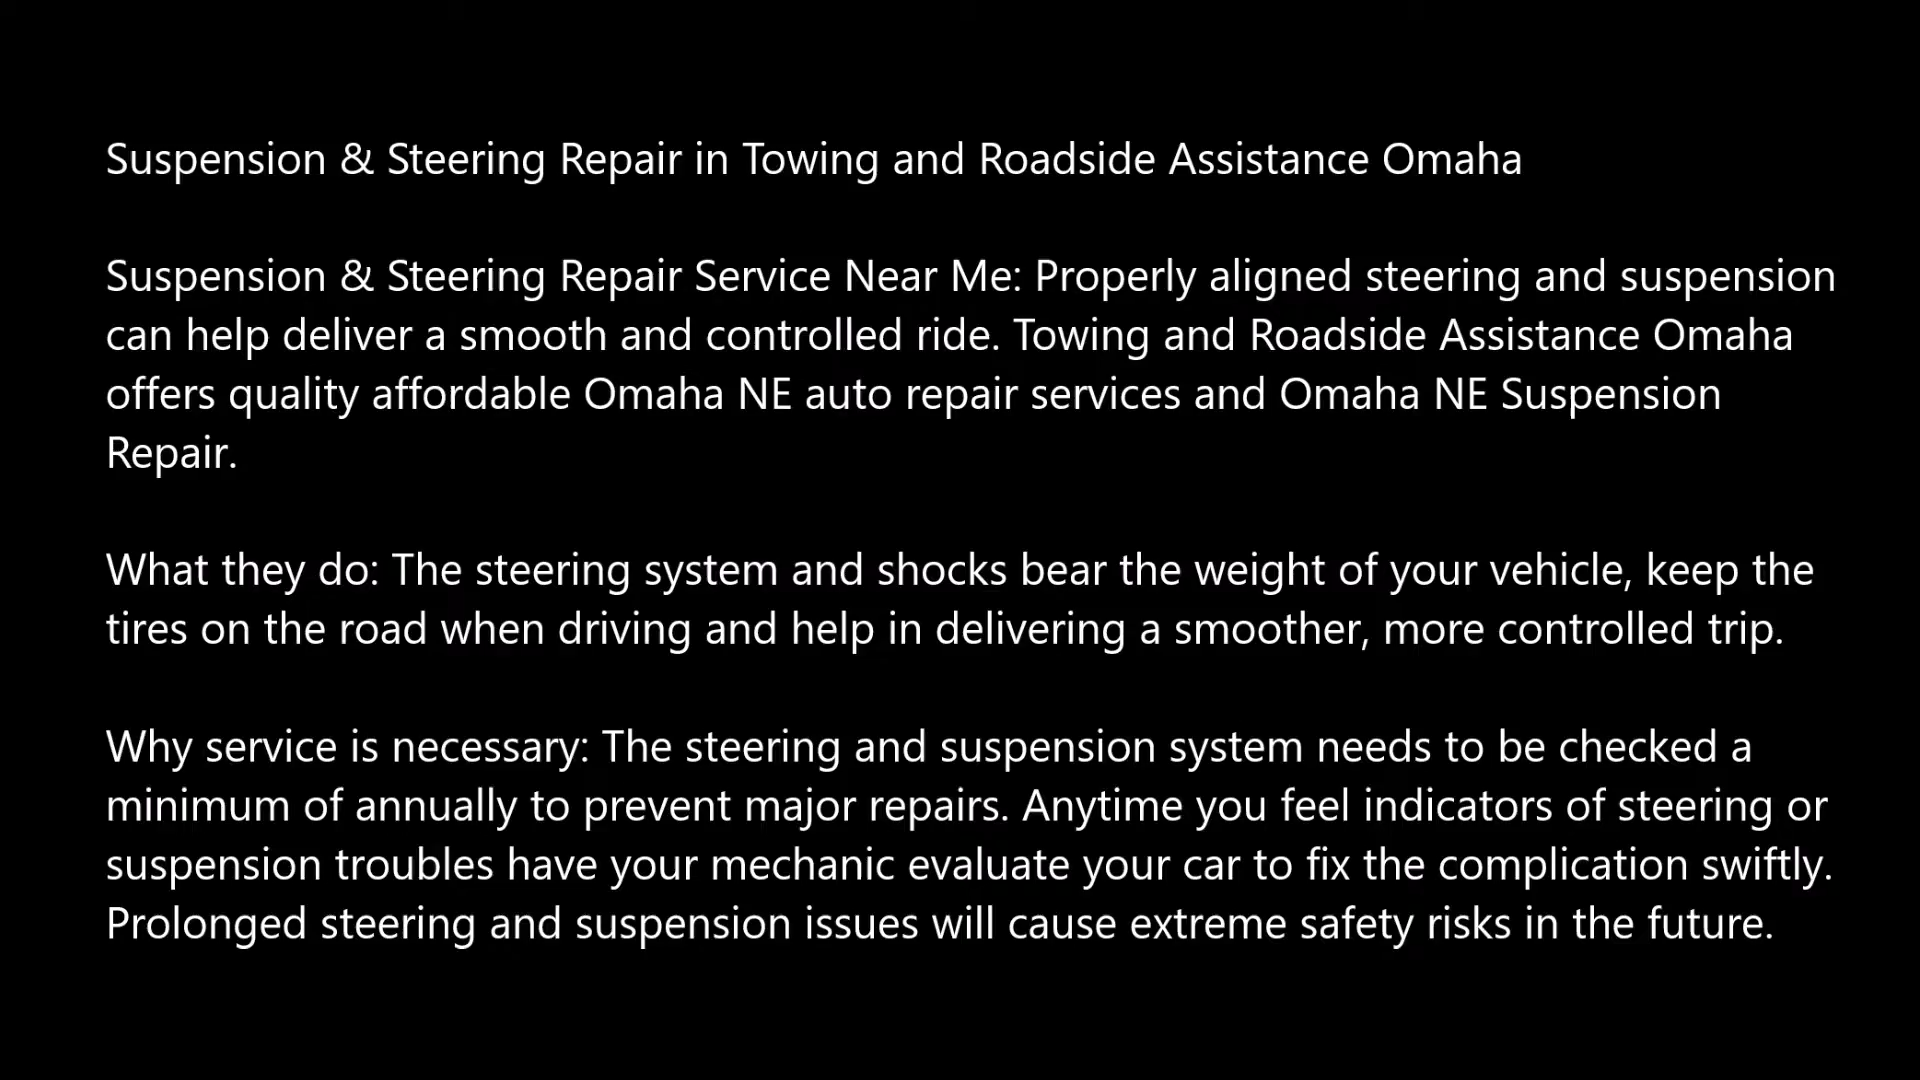 Suspension & Steering Repair in Towing and Roadside Assistance Omaha
Suspension & Steering Repair Service Near Me: Properly aligned steering and suspension
can help deliver a smooth and controlled ride. Towing and Roadside Assistance Omaha
offers quality affordable Omaha NE auto repair services and Omaha NE Suspension
Repair.
What they do: The steering system and shocks bear the weight of your vehicle, keep the
tires on the road when driving and help in delivering a smoother, more controlled trip.
Why service is necessary: The steering and suspension system needs to be checked a
minimum of annually to prevent major repairs. Anytime you feel indicators of steering or
suspension troubles have your mechanic evaluate your car to fix the complication swiftly.
Prolonged steering and suspension issues will cause extreme safety risks in the future.